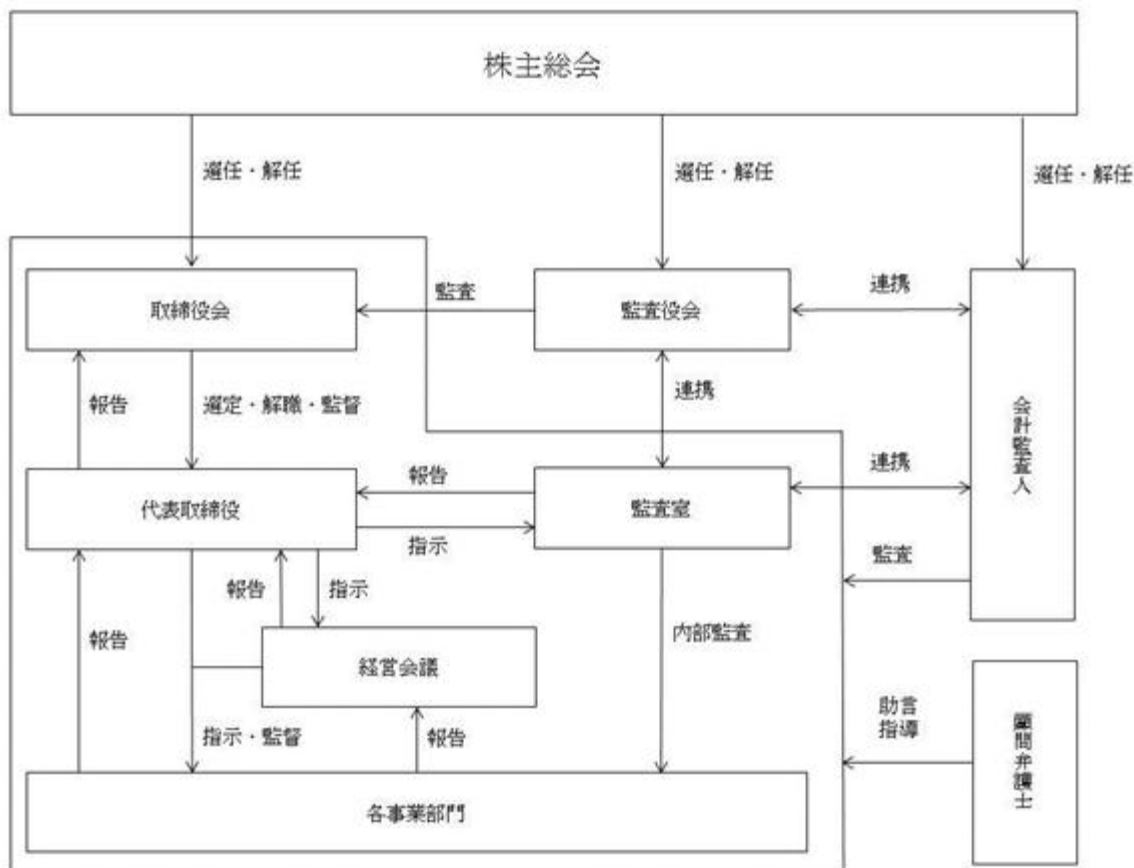 株主総会
選任・解任
選任・解任
選任・解任
取締役会
監査
監査役会
連携
会計監査人
報告
選定・解職・監督
連携
代表取締役
報告
指示
監査室
連携
監査
報告
報告
指示
内部監査
経営会議
指示・監督
報告
助言
指導
顧問弁護士
各事業部門